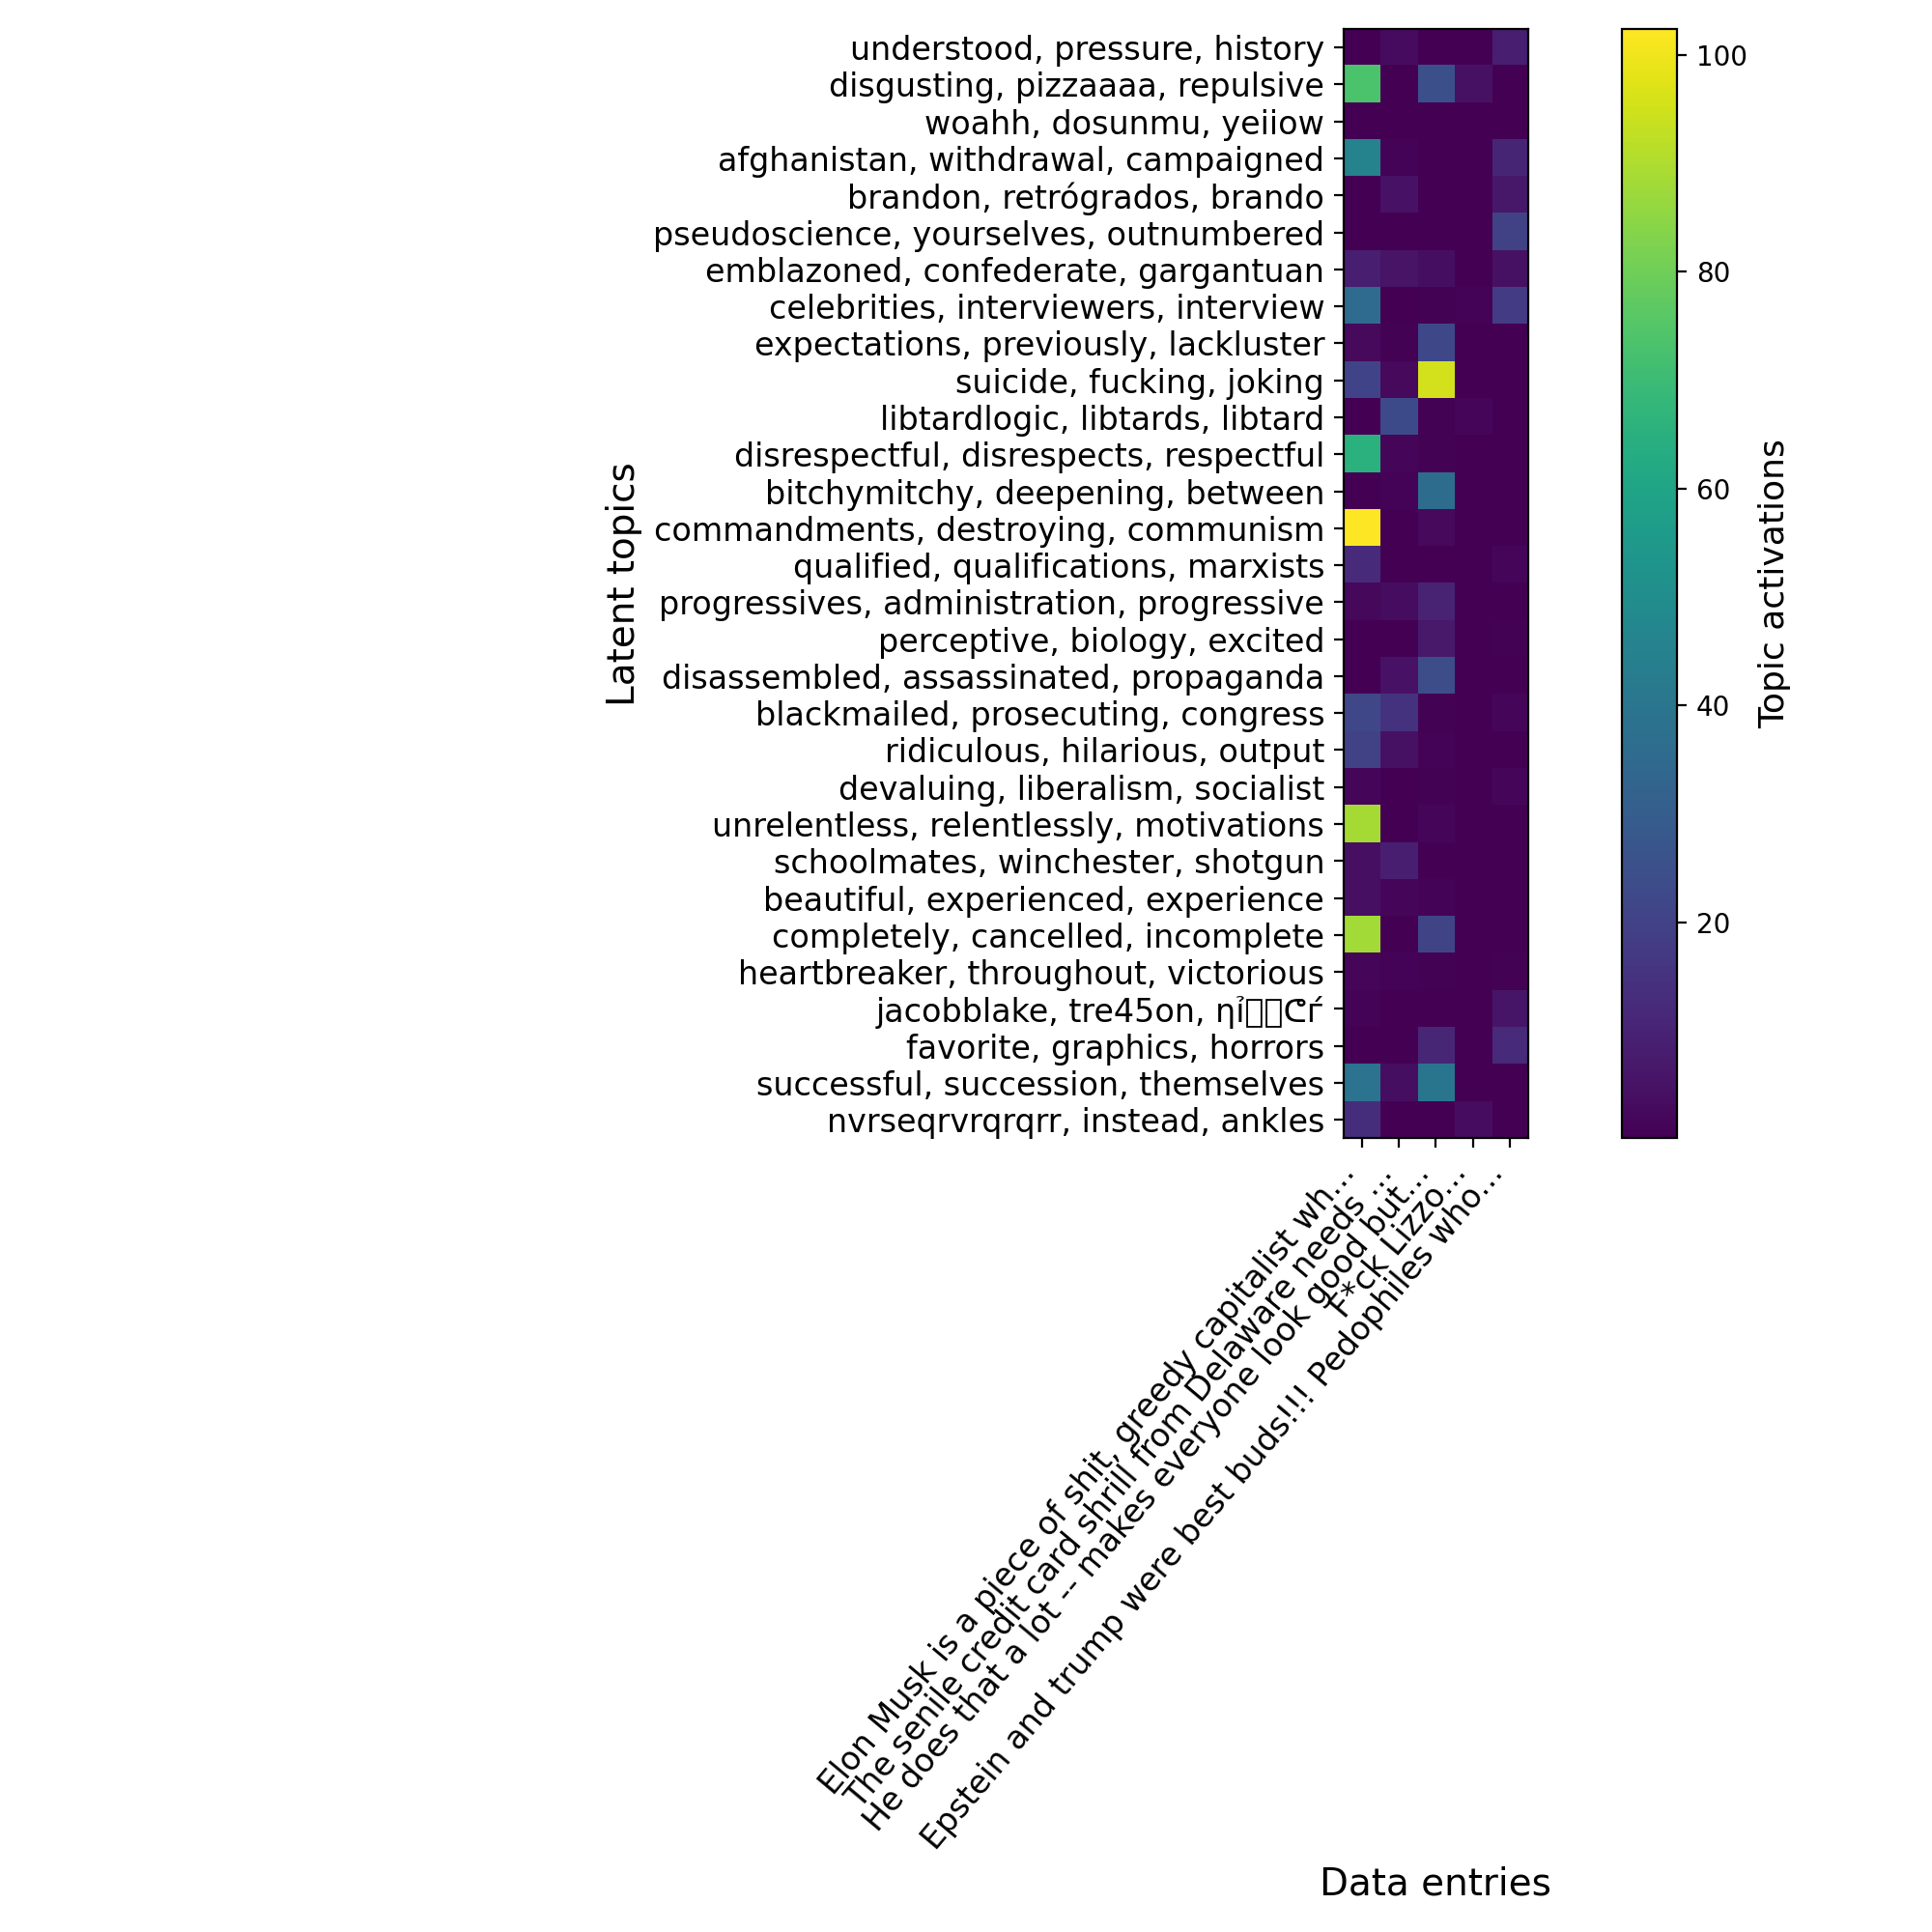 understood, pressure, history
disgusting, pizzaaaa, repulsive
woahh, dosunmu, yeiiow
afghanistan, withdrawal, campaigned
brandon, retrógrados, brando
pseudoscience, yourselves, outnumbered
emblazoned, confederate, gargantuan
celebrities, interviewers, interview
expectations, previously, lackluster
suicide, fucking, joking
libtardlogic, libtards, libtard
disrespectful, disrespects, respectful
bitchymitchy, deepening, between
commandments, destroying, communism
qualified, qualifications, marxists
progressives, administration, progressive
perceptive, biology, excited
disassembled, assassinated, propaganda
blackmailed, prosecuting, congress
ridiculous, hilarious, output
devaluing, liberalism, socialist
unrelentless, relentlessly, motivations
schoolmates, winchester, shotgun
beautiful, experienced, experience
completely, cancelled, incomplete
heartbreaker, throughout, victorious
jacobblake, tre45on,
favorite, graphics, horrors
successful, succession, themselves
nvrseqrvrqrqrr, instead, ankles
Latent topics
100
80
60
40
20
Topic activations
Elon Musk is a piece of shit, greedy capitalist wh...
The senile credit card shrill from Delaware needs ...
He does that a lot -- makes everyone look good but...
F*ck Lizzo...
Epstein and trump were best buds!!! Pedophiles who...
Data entries